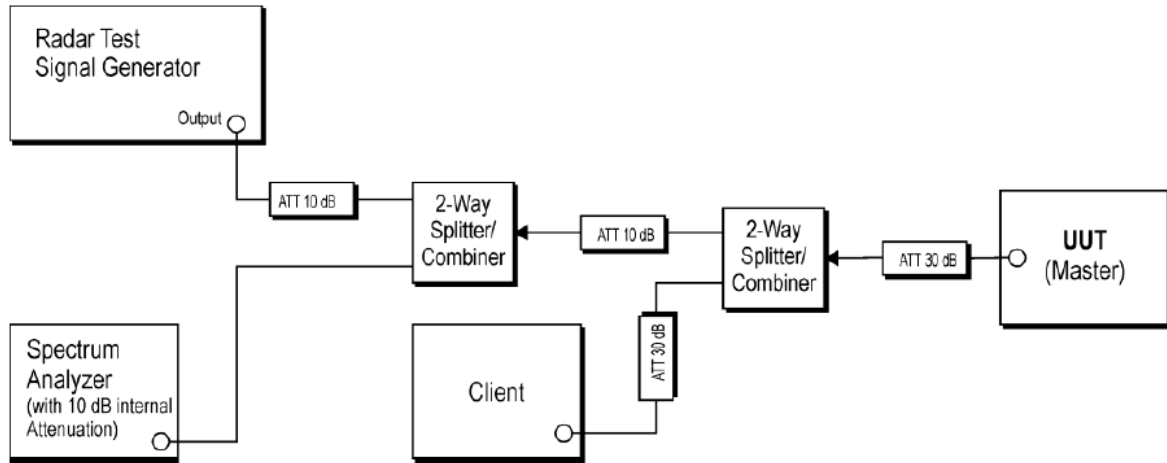 Radar Test
Signal Generator
Output
ATT 10 dB
2-Way
Splitter/
Combiner
ATT 10 dB
2-Way
Splitter/
Combiner
ATT 30 dB
UUT
(Master)
Spectrum
Analyzer
(with 10 dB internal
Attenuation)
Client
ATT 30 dB